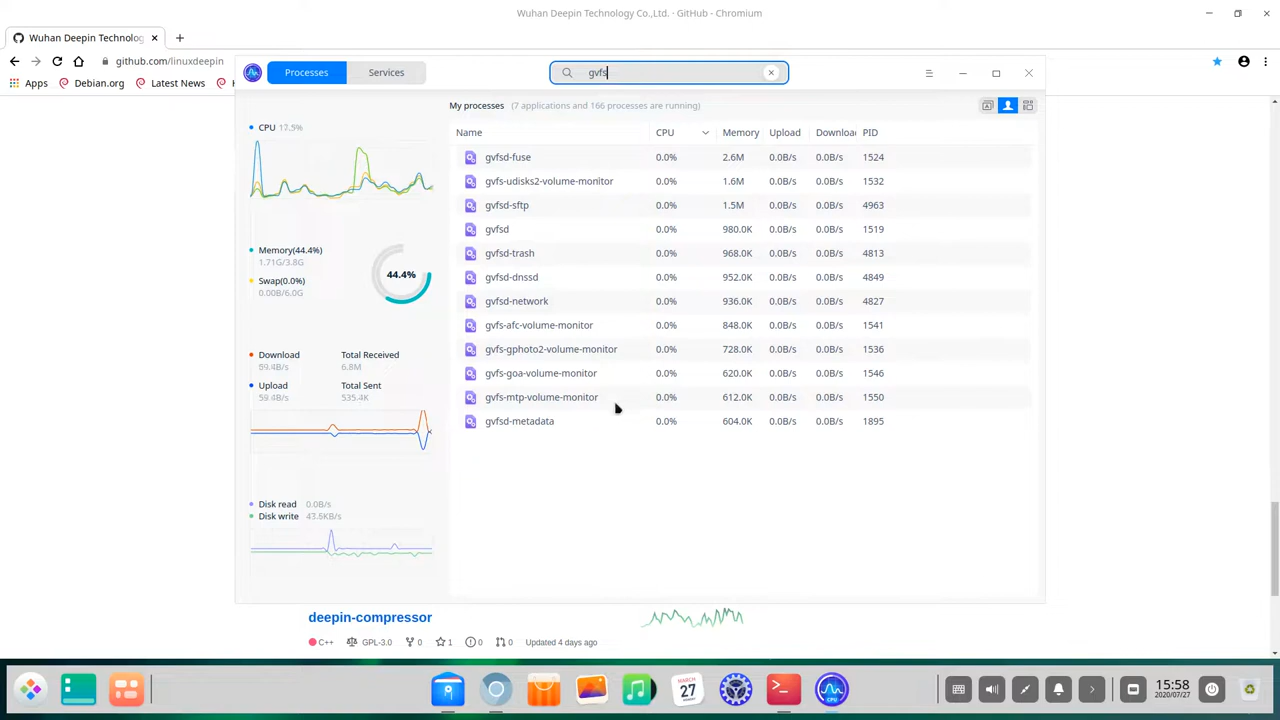 Wuhan Deepin Technology Co.,Ltd. · GitHub - Chromium
Wuhan Deepin Technolog
github.com/linuxdeepin
Apps
Debian.org
Latest News
Processes
Services
gvfs
My processes (7 applications and 166 processes are running)
Name CPU Memory Upload Downloac PID
gvfsd-fuse 0.0% 2.6M 0.0B/s 0.0B/s 1524
gvfs-udisks2-volume-monitor 0.0% 1.6M 0.0B/s 0.0B/s 1532
gvfsd-sftp 0.0% 1.5M 0.0B/s 0.0B/s 4963
gvfsd 0.0% 980.0K 0.0B/s 0.0B/s 1519
gvfsd-trash 0.0% 968.0K 0.0B/s 0.0B/s 4813
gvfsd-dnssd 0.0% 952.0K 0.0B/s 0.0B/s 4849
gvfsd-network 0.0% 936.0K 0.0B/s 0.0B/s 4827
gvfs-afc-volume-monitor 0.0% 848.0K 0.0B/s 0.0B/s 1541
gvfs-gphoto2-volume-monitor 0.0% 728.0K 0.0B/s 0.0B/s 1536
gvfs-goa-volume-monitor 0.0% 620.0K 0.0B/s 0.0B/s 1546
gvfs-mtp-volume-monitor 0.0% 612.0K 0.0B/s 0.0B/s 1550
gvfsd-metadata 0.0% 604.0K 0.0B/s 0.0B/s 1895
CPU 17.5%
Memory(44.4%)
1.71G/3.8G
Swap(0.0%)
0.00B/6.0G
44.4%
Download Total Received
59.4B/s 6.8M
Upload Total Sent
59.4B/s 535.4K
Disk read 0.0B/s
Disk write 43.5KB/s
deepin-compressor
C++ GPL-3.0 0 1 0 0 Updated 4 days ago
MARCH
27
CPU
15:58
2020/07/27